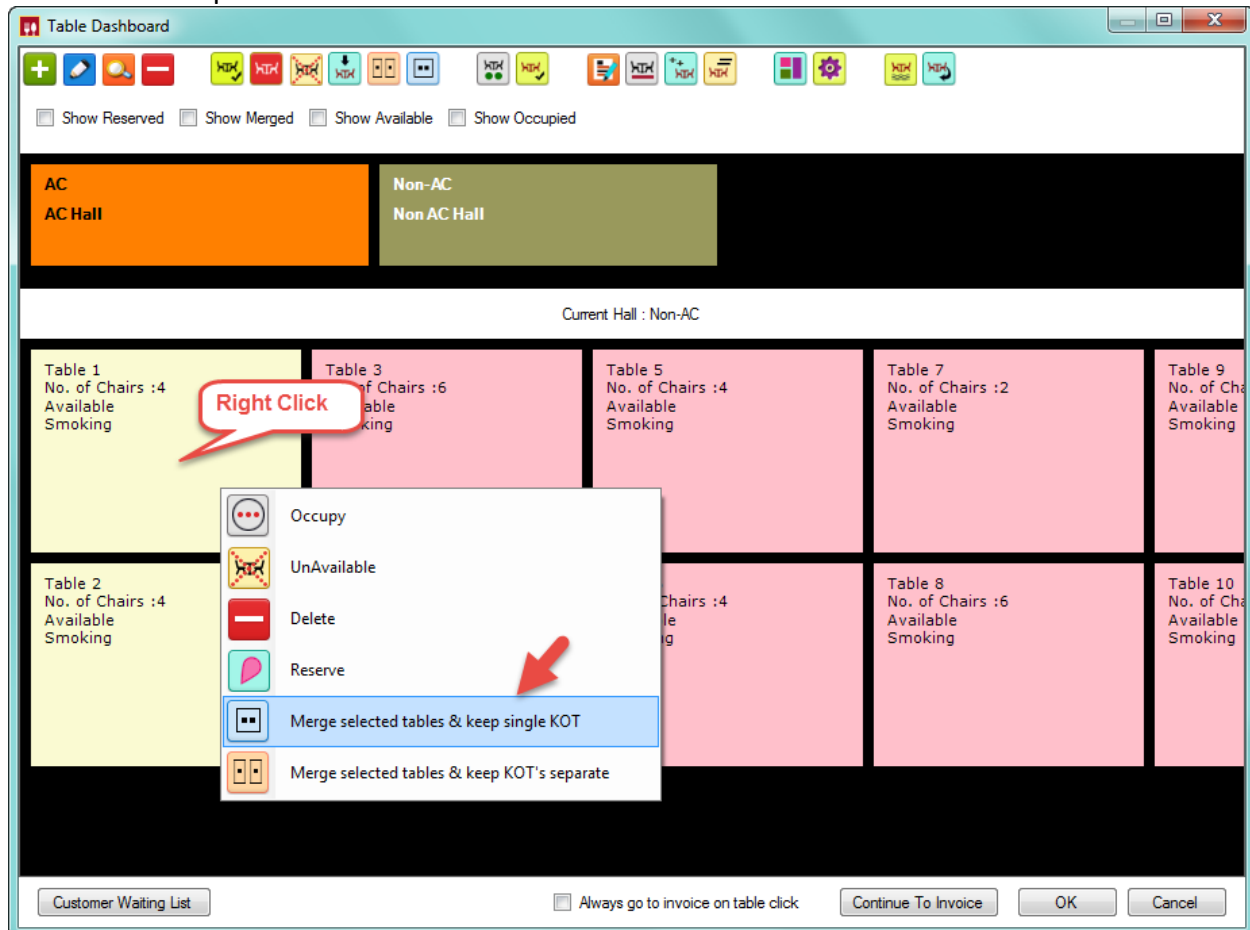 Table Dashboard
Show Reserved Show Merged Show Available Show Occupied
AC
AC Hall
Non-AC
Non AC Hall
Current Hall : Non-AC
Table 1
No. of Chairs :4
Available
Smoking
Right Click
Table 3
of Chairs :6
Table 5
No. of Chairs :4
Available
Smoking
Table 7
No. of Chairs :2
Available
Smoking
Table 9
No. of
Available
Smoking
Occupy
UnAvailable
Delete
Reserve
Merge selected tables & keep single KOT
Merge selected tables & keep KOT's separate
Table 2
No. of Chairs :4
Available
Smoking
Chairs :4
Table 8
No. of Chairs :6
Available
Smoking
Table 10
No. of
Available
Smoking
Customer Waiting List
Always go to invoice on table click
Continue To Invoice
OK
Cancel